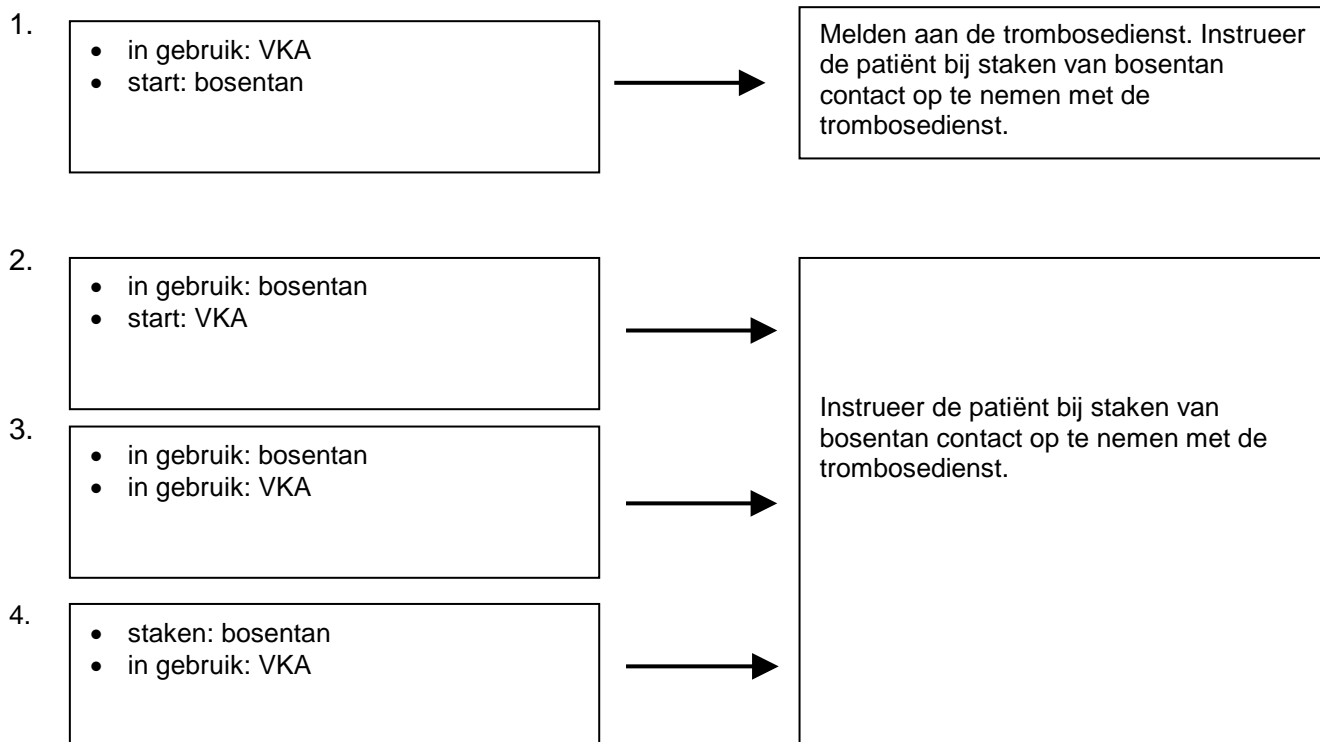 1.
• in gebruik: VKA
• start: bosentan
Melden aan de trombosedienst. Instrueer
de patiënt bij staken van bosentan
contact op te nemen met de
trombosedienst.
2.
• in gebruik: bosentan
• start: VKA
3.
• in gebruik: bosentan
• in gebruik: VKA
Instrueer de patiënt bij staken van
bosentan contact op te nemen met de
trombosedienst.
4.
• staken: bosentan
• in gebruik: VKA